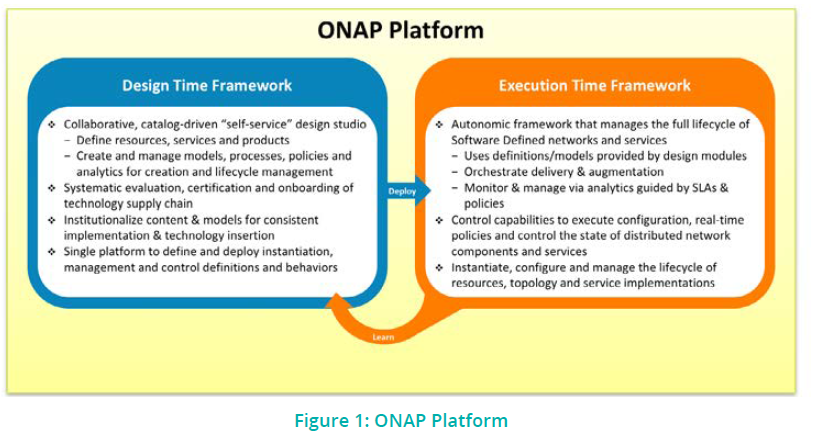 ONAP Platform
Design Time Framework
❖ Collaborative, catalog-driven “self-service” design studio
− Define resources, services and products
− Create and manage models, processes, policies and
analytics for creation and lifecycle management
❖ Systematic evaluation, certification and onboarding of
technology supply chain
❖ Institutionalize content & models for consistent
implementation & technology insertion
❖ Single platform to define and deploy instantiation,
management and control definitions and behaviors
Deploy
Execution Time Framework
❖ Autonomic framework that manages the full lifecycle of
Software Defined networks and services
− Uses definitions/models provided by design modules
− Orchestrate delivery & augmentation
− Monitor & manage via analytics guided by SLAs &
policies
❖ Control capabilities to execute configuration, real-time
policies and control the state of distributed network
components and services
❖ Instantiate, configure and manage the lifecycle of
resources, topology and service implementations
Learn
Figure 1: ONAP Platform